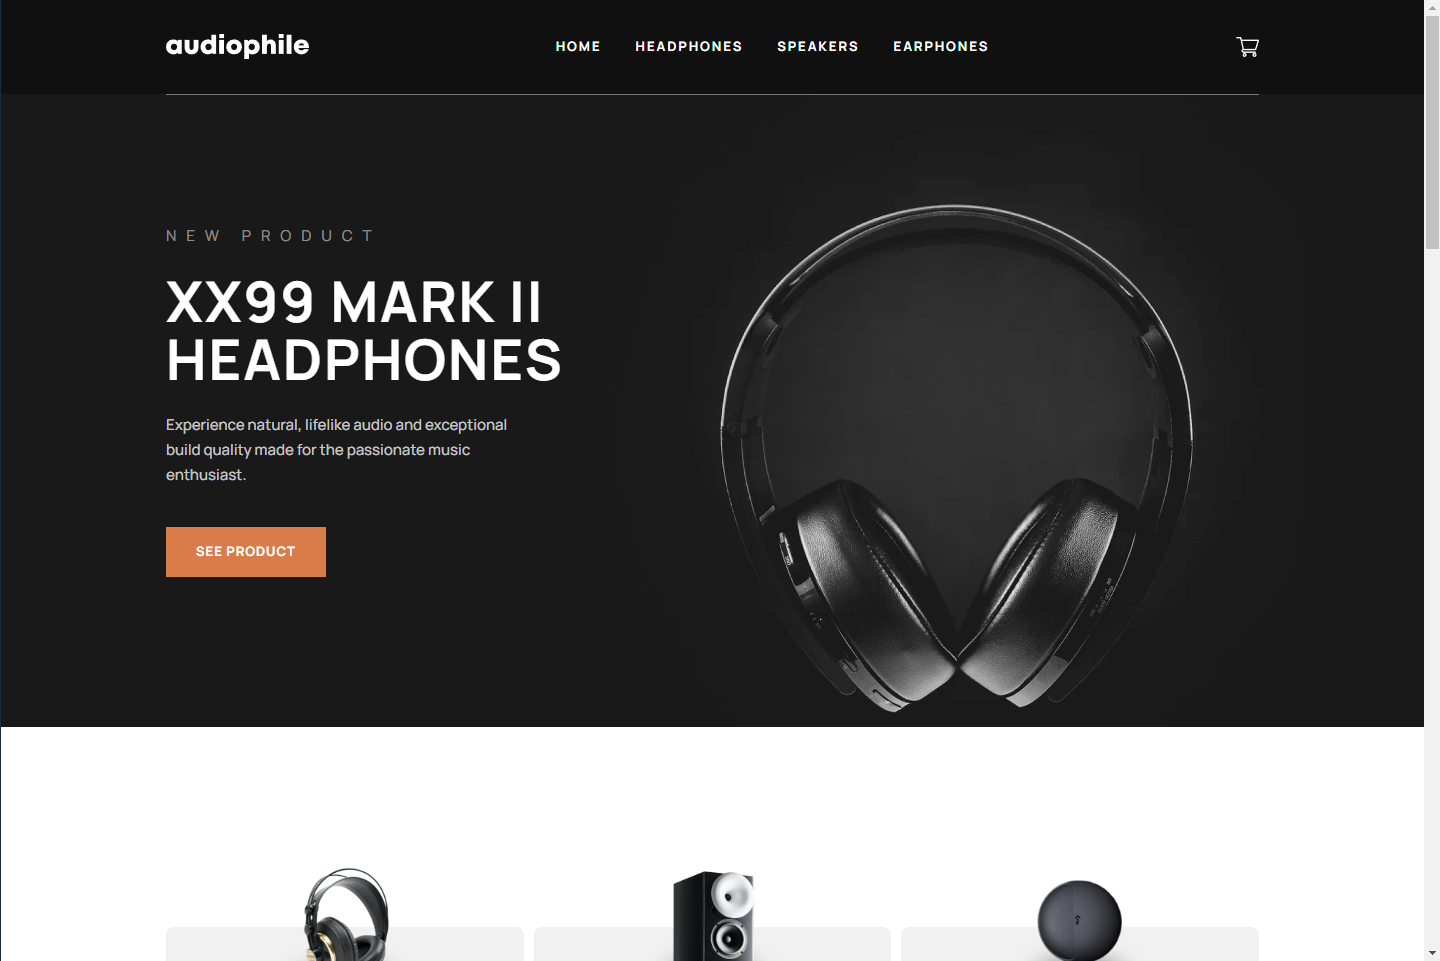 audiophile
HOME HEADPHONES SPEAKERS EARPHONES
NEW PRODUCT
XX99 MARK II
HEADPHONES
Experience natural, lifelike audio and exceptional
build quality made for the passionate music
enthusiast.
SEE PRODUCT